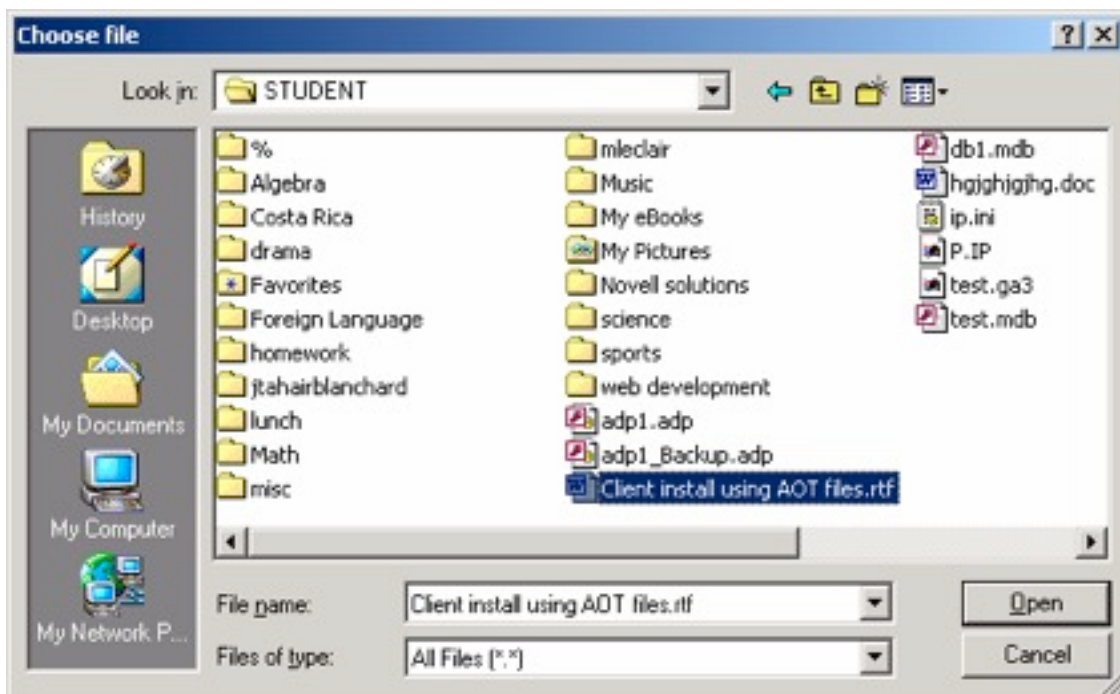 Choose file
Look in: STUDENT
History
Desktop
My Documents
My Computer
My Network P...
%
Algebra
Costa Rica
drama
Favorites
Foreign Language
homework
jtahairblanchard
lunch
Math
misc
mleclair
Music
My eBooks
My Pictures
Novell solutions
science
sports
web development
adp1.adp
adp1_Backup.adp
Client install using AOT files.rtf
db1.mdb
hgjghjgjhg.doc
ip.ini
P.IP
test.ga3
test.mdb
File name: Client install using AOT files.rtf Open
Files of type: All Files (*.*) Cancel